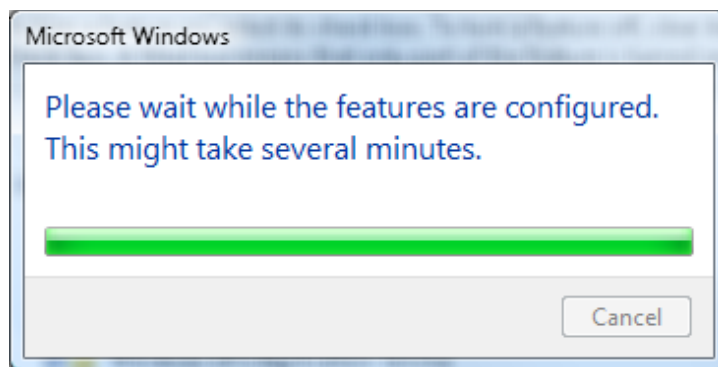 Microsoft Windows
Please wait while the features are configured.
This might take several minutes.
Cancel